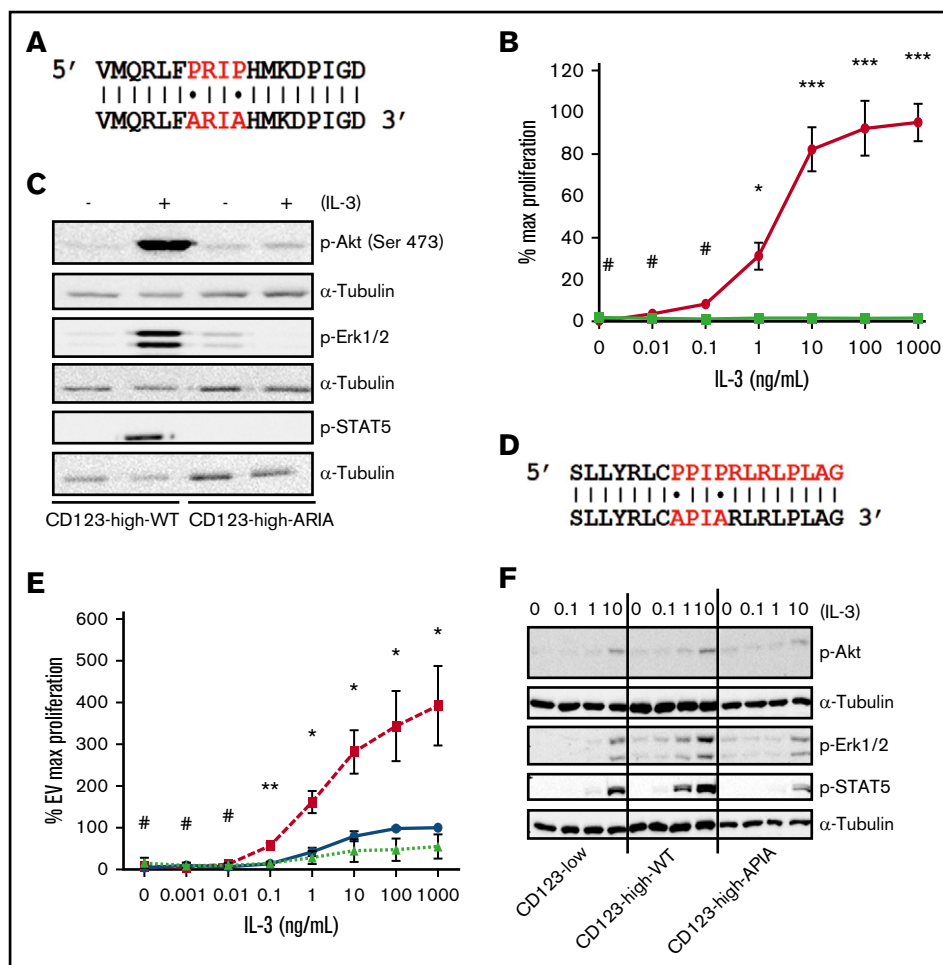 A
5' VMQRLFPRIPHMKDPIGD
VMQRLFARIAHMKDPIGD 3'
B
% max proliferation
120
100
80
60
40
20
0
# # # * *** *** ***
0 0.01 0.1 1 10 100 1000
IL-3 (ng/mL)
C
- + - + (IL-3)
p-Akt (Ser 473)
α-Tubulin
p-Erk1/2
α-Tubulin
p-STAT5
α-Tubulin
CD123-high-WT CD123-high-ARIA
D
5' SLLYRLCPPIPRLRLPLAG
SLLYRLCAPIARLRLPLAG 3'
E
% EV max proliferation
600
500
400
300
200
100
0
# # # ** * * * *
0 0.001 0.01 0.1 1 10 100 1000
IL-3 (ng/mL)
F
0 0.1 1 10 0 0.1 1 10 0 0.1 1 10 (IL-3)
p-Akt
α-Tubulin
p-Erk1/2
p-STAT5
α-Tubulin
CD123-low
CD123-high-WT
CD123-high-APIA